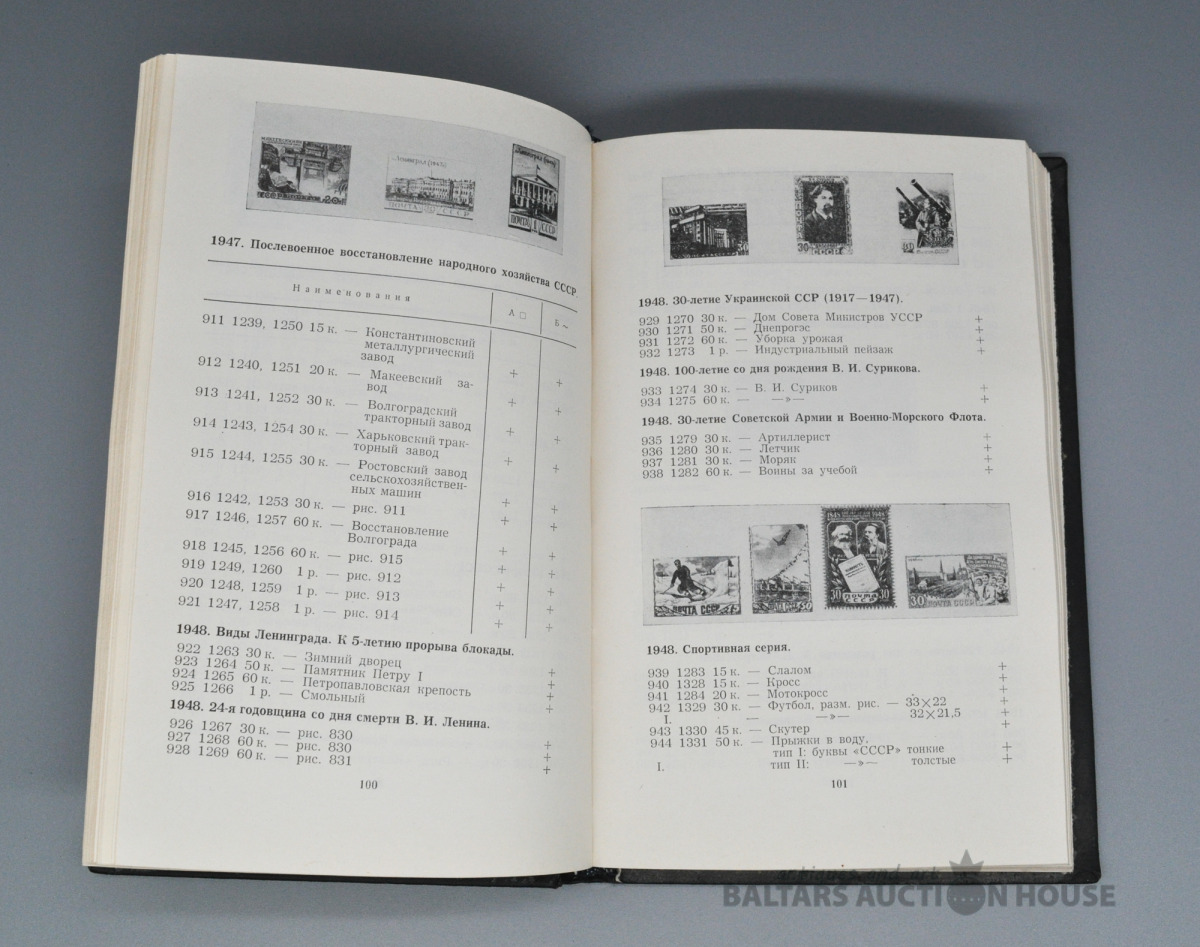 1947. Послевоенное восстановление народного хозяйства СССР.
Наименования А □ Б ~
911 1239, 1250 15 к. — Константиновский
металлургический
завод + +
912 1240, 1251 20 к. — Макеевский за-
вод + +
913 1241, 1252 30 к. — Волгоградский
тракторный завод + +
914 1243, 1254 30 к. — Харьковский трак-
торный завод + +
915 1244, 1255 30 к. — Ростовский завод
сельскохозяйствен-
ных машин + +
916 1242, 1253 30 к. — рис. 911 + +
917 1246, 1257 60 к. — Восстановление
Волгограда + +
918 1245, 1256 60 к. — рис. 915 + +
919 1249, 1260 1 р. — рис. 912 + +
920 1248, 1259 1 р. — рис. 913 + +
921 1247, 1258 1 р. — рис. 914 + +
1948. Виды Ленинграда. К 5-летию прорыва блокады.
922 1263 30 к. — Зимний дворец +
923 1264 50 к. — Памятник Петру I +
924 1265 60 к. — Петропавловская крепость +
925 1266 1 р. — Смольный +
1948. 24-я годовщина со дня смерти В. И. Ленина.
926 1267 30 к. — рис. 830 +
927 1268 60 к. — рис. 830 +
928 1269 60 к. — рис. 831 +
100
30
ПОЧТА СССР
1948. 30-летие Украинской ССР (1917—1947).
929 1270 30 к. — Дом Совета Министров УССР +
930 1271 50 к. — Днепрогэс +
931 1272 60 к. — Уборка урожая +
932 1273 1 р. — Индустриальный пейзаж +
1948. 100-летие со дня рождения В. И. Сурикова.
933 1274 30 к. — В. И. Суриков +
934 1275 60 к. — —»— +
1948. 30-летие Советской Армии и Военно-Морского Флота.
935 1279 30 к. — Артиллерист +
936 1280 30 к. — Летчик +
937 1281 30 к. — Моряк +
938 1282 60 к. — Воины за учебой +
ПОЧТА СССР
30 ПОЧТА 30
СССР
30 ПОЧТА СССР
1948. Спортивная серия.
939 1283 15 к. — Слалом +
940 1328 15 к. — Кросс +
941 1284 20 к. — Мотокросс +
942 1329 30 к. — Футбол, разм. рис. — 33×22 +
I. — —»— 32×21,5 +
943 1330 45 к. — Скутер +
944 1331 50 к. — Прыжки в воду,
тип I: буквы «СССР» тонкие +
I. тип II: —»— толстые +
101
BALTARS AUCTION HOUSE